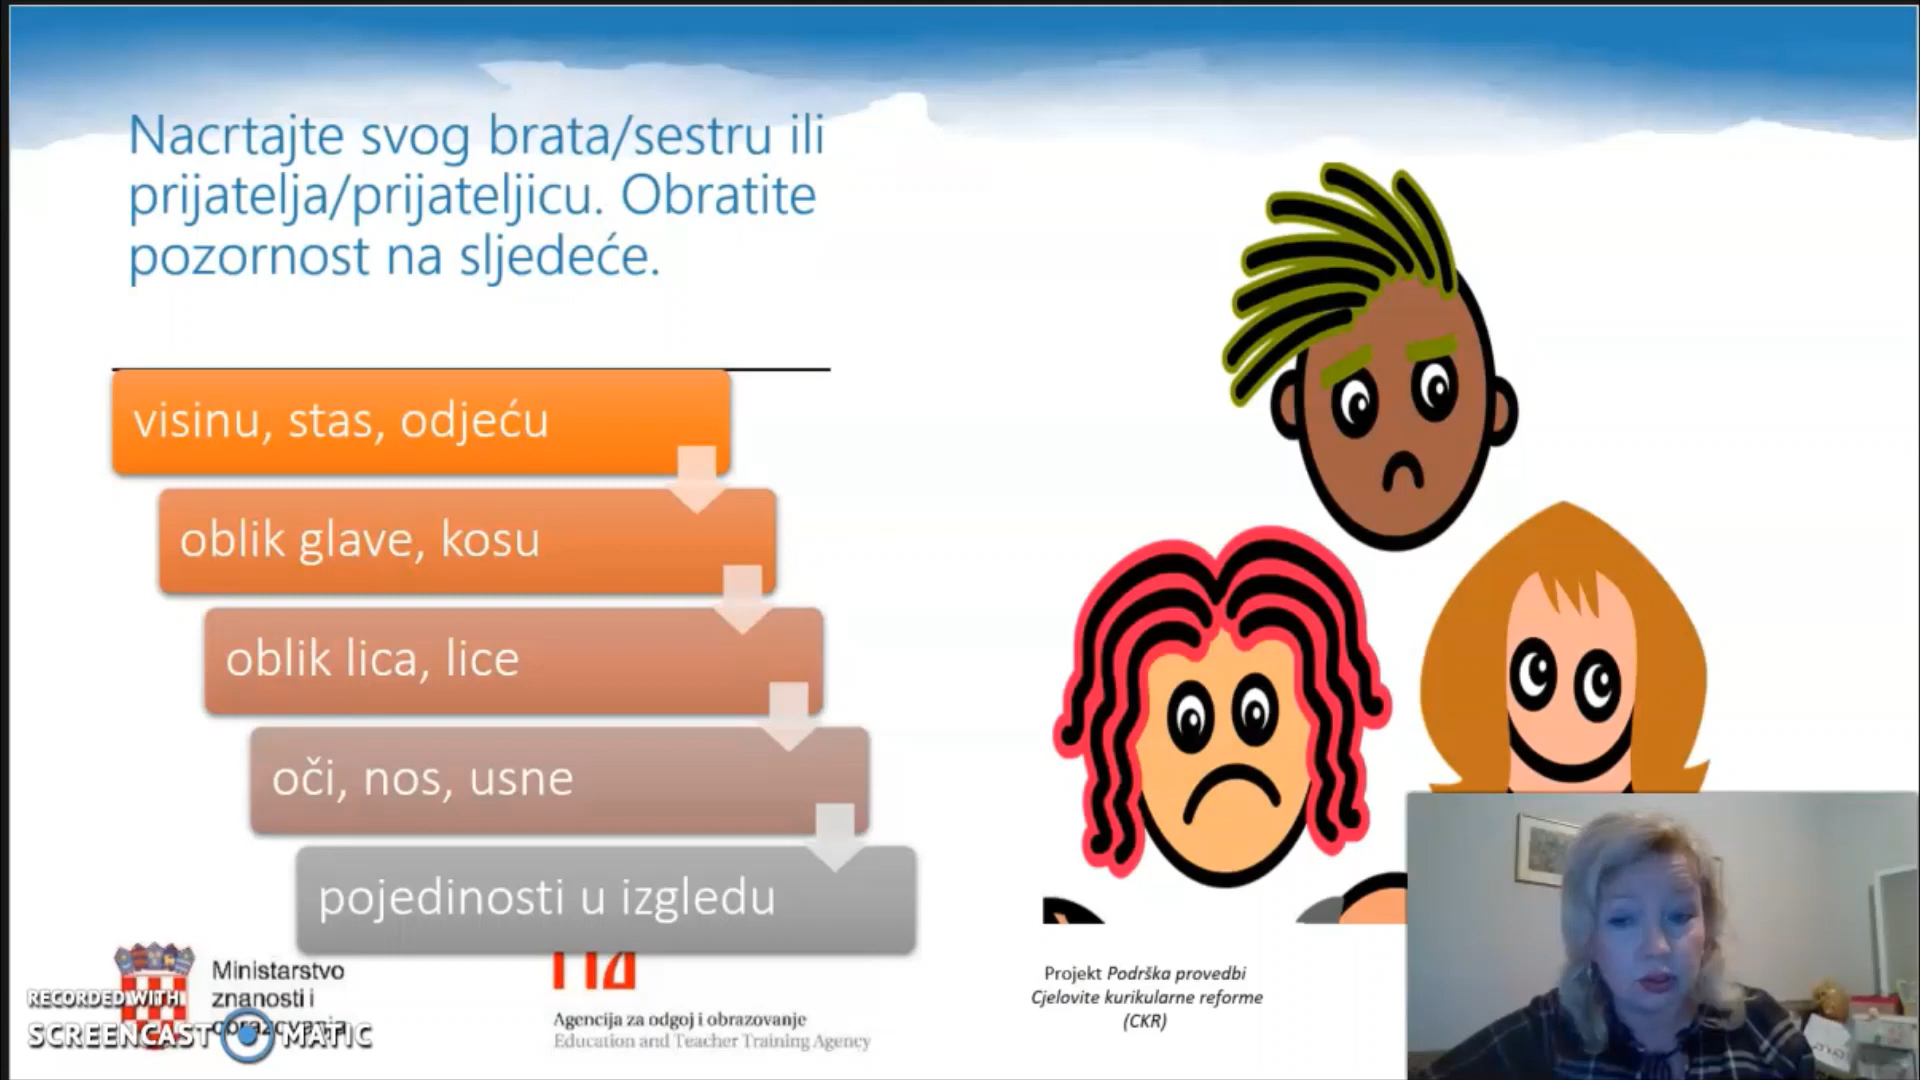 Nacrtajte svog brata/sestru ili
prijatelja/prijateljicu. Obratite
pozornost na sljedeće.
visinu, stas, odjeću
oblik glave, kosu
oblik lica, lice
oči, nos, usne
pojedinosti u izgledu
Ministarstvo
znanosti i
obrazovanja
RECORDED WITH
SCREENCAST MATIC
Agencija za odgoj i obrazovanje
Education and Teacher Training Agency
Projekt Podrška provedbi
Cjelovite kurikularne reforme
(CKR)